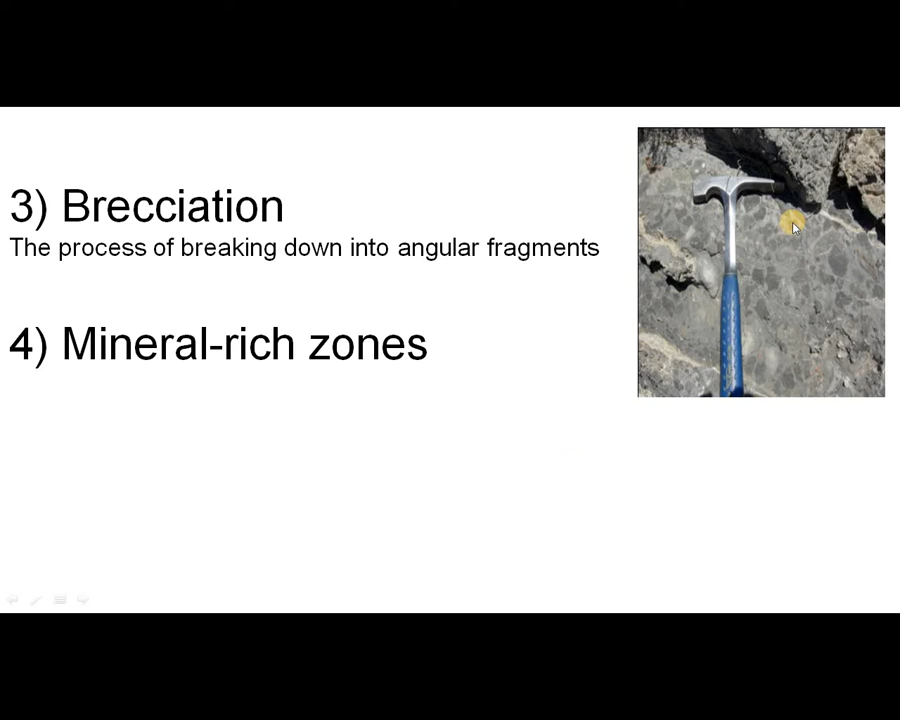 3) Brecciation
The process of breaking down into angular fragments
4) Mineral-rich zones